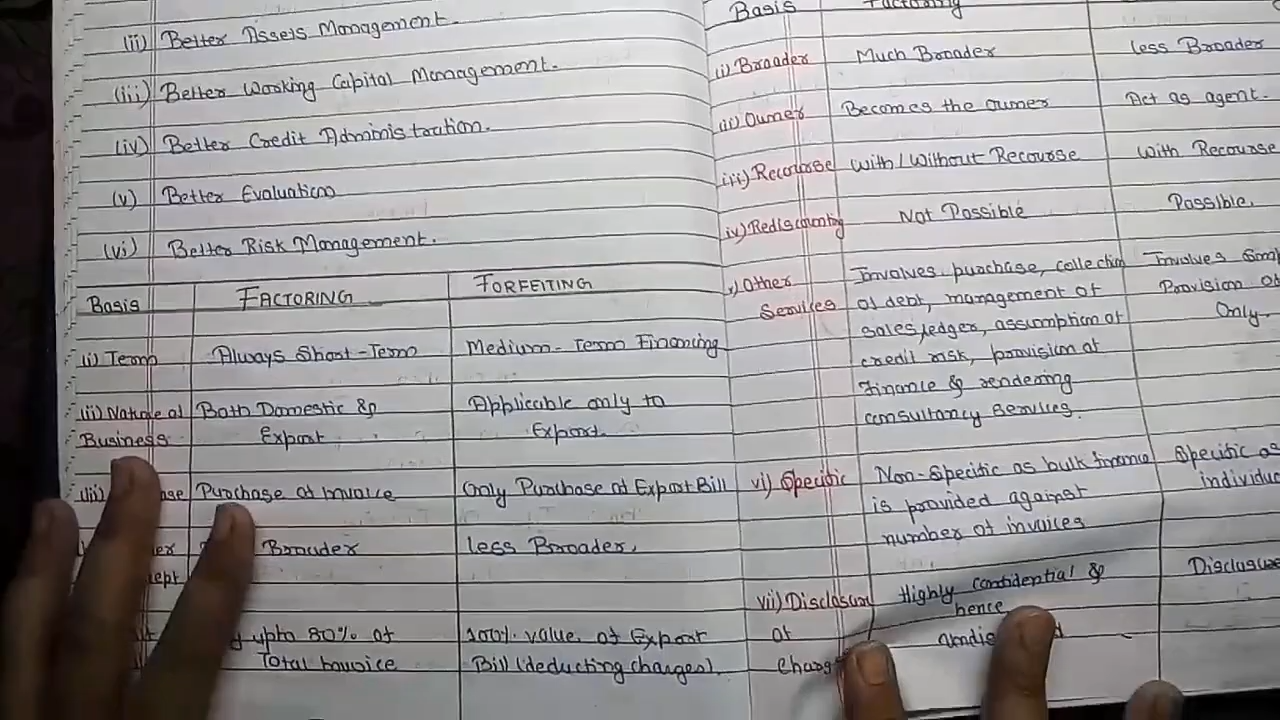 (ii) Better Assets Management.
(iii) Better Working Capital Management.
(iv) Better Credit Administration.
(v) Better Evaluation
(vi) Better Risk Management.
Basis FACTORING FORFEITING
(i) Term Always Short-Term Medium-Term Financing
(ii) Nature of Both Domestic & Applicable only to
Business Export Export.
(iii) Purchase of Invoice Only Purchase of Export Bill
Broader less Broader.
upto 80% of 100% value of Export
Total Invoice Bill (deducting charges).
Basis Factoring
(i) Broader Much Broader less Broader
(ii) Owner Becomes the owner Act as agent.
(iii) Recourse With/Without Recourse With Recourse
iv) Rediscounting Not Possible Possible.
v) Other Involves purchase, collection Involves
Services of debt, management of Provision of
sales ledger, assumption of Only.
credit risk, provision of
finance & rendering
consultancy services.
vi) Specific Non-Specific as bulk finance Specific as
is provided against
number of invoices
vii) Disclosure Highly Confidential &
of hence